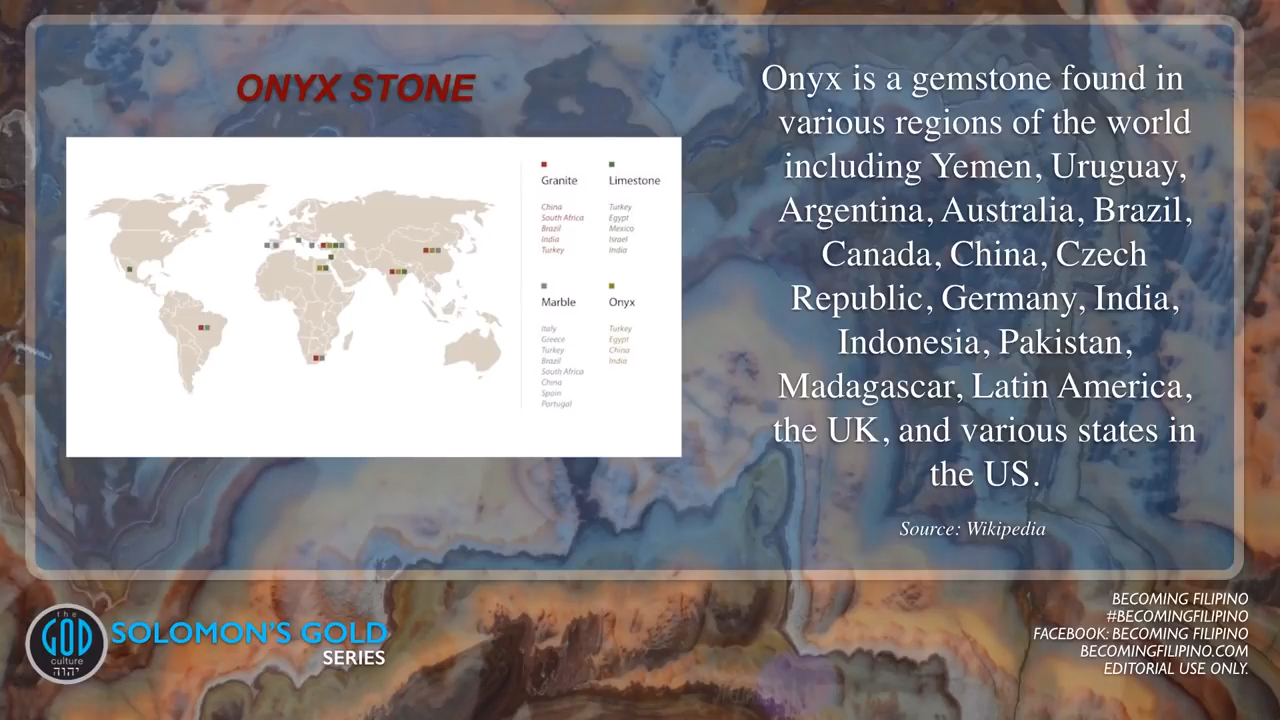 ONYX STONE
Granite
China
South Africa
Brazil
India
Turkey
Limestone
Turkey
Egypt
Mexico
Israel
India
Marble
Italy
Greece
Turkey
Brazil
South Africa
China
Spain
Portugal
Onyx
Turkey
Egypt
China
India
Onyx is a gemstone found in
various regions of the world
including Yemen, Uruguay,
Argentina, Australia, Brazil,
Canada, China, Czech
Republic, Germany, India,
Indonesia, Pakistan,
Madagascar, Latin America,
the UK, and various states in
the US.
Source: Wikipedia
the
GOD
culture
יהוה
SOLOMON'S GOLD
SERIES
BECOMING FILIPINO
#BECOMINGFILIPINO
FACEBOOK: BECOMING FILIPINO
BECOMINGFILIPINO.COM
EDITORIAL USE ONLY.